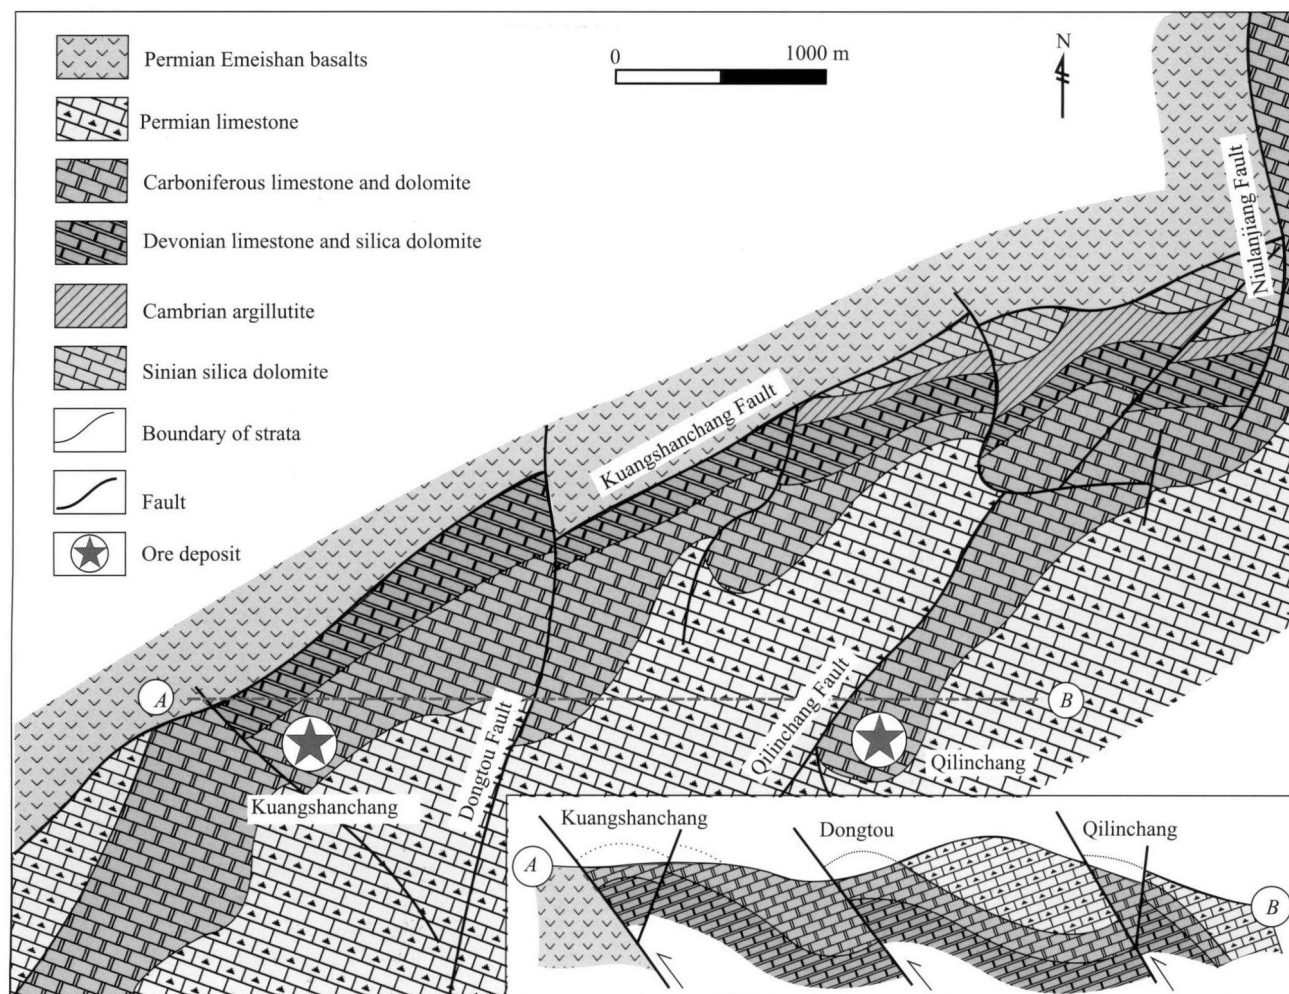 Permian Emeishan basalts
Permian limestone
Carboniferous limestone and dolomite
Devonian limestone and silica dolomite
Cambrian argillutite
Sinian silica dolomite
Boundary of strata
Fault
Ore deposit
0 1000 m
N
Niulanjiang Fault
Kuangshanchang Fault
A
B
Dongtou Fault
Qilinchang Fault
Kuangshanchang
Qilinchang
Kuangshanchang
Dongtou
Qilinchang
A
B